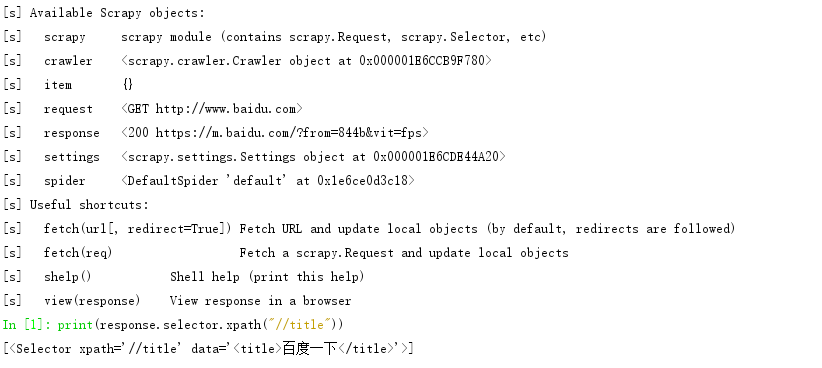 [s] Available Scrapy objects:
[s]   scrapy     scrapy module (contains scrapy.Request, scrapy.Selector, etc)
[s]   crawler    <scrapy.crawler.Crawler object at 0x000001E6CCB9F780>
[s]   item       {}
[s]   request    <GET http://www.baidu.com>
[s]   response   <200 https://m.baidu.com/?from=844b&vit=fps>
[s]   settings   <scrapy.settings.Settings object at 0x000001E6CDE44A20>
[s]   spider     <DefaultSpider 'default' at 0x1e6ce0d3c18>
[s] Useful shortcuts:
[s]   fetch(url[, redirect=True]) Fetch URL and update local objects (by default, redirects are followed)
[s]   fetch(req)                  Fetch a scrapy.Request and update local objects
[s]   shelp()           Shell help (print this help)
[s]   view(response)    View response in a browser
In [1]: print(response.selector.xpath("//title"))
[<Selector xpath='//title' data='<title>百度一下</title>'>]